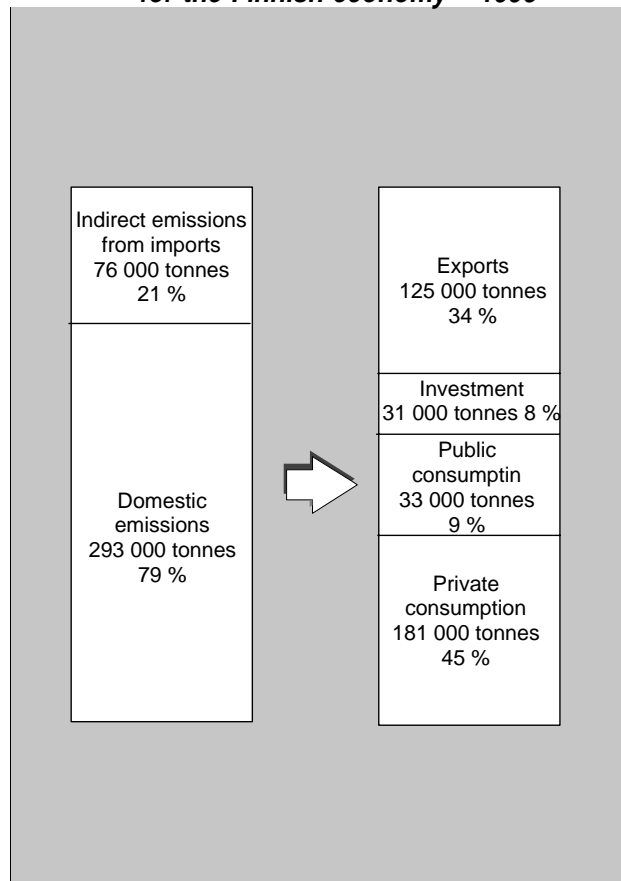 the Finnish economy
Indirect emissions
from imports
76 000 tonnes
21 %
Domestic
emissions
293 000 tonnes
79 %
Exports
125 000 tonnes
34 %
Investment
31 000 tonnes 8 %
Public
consumptin
33 000 tonnes
9 %
Private
consumption
181 000 tonnes
45 %